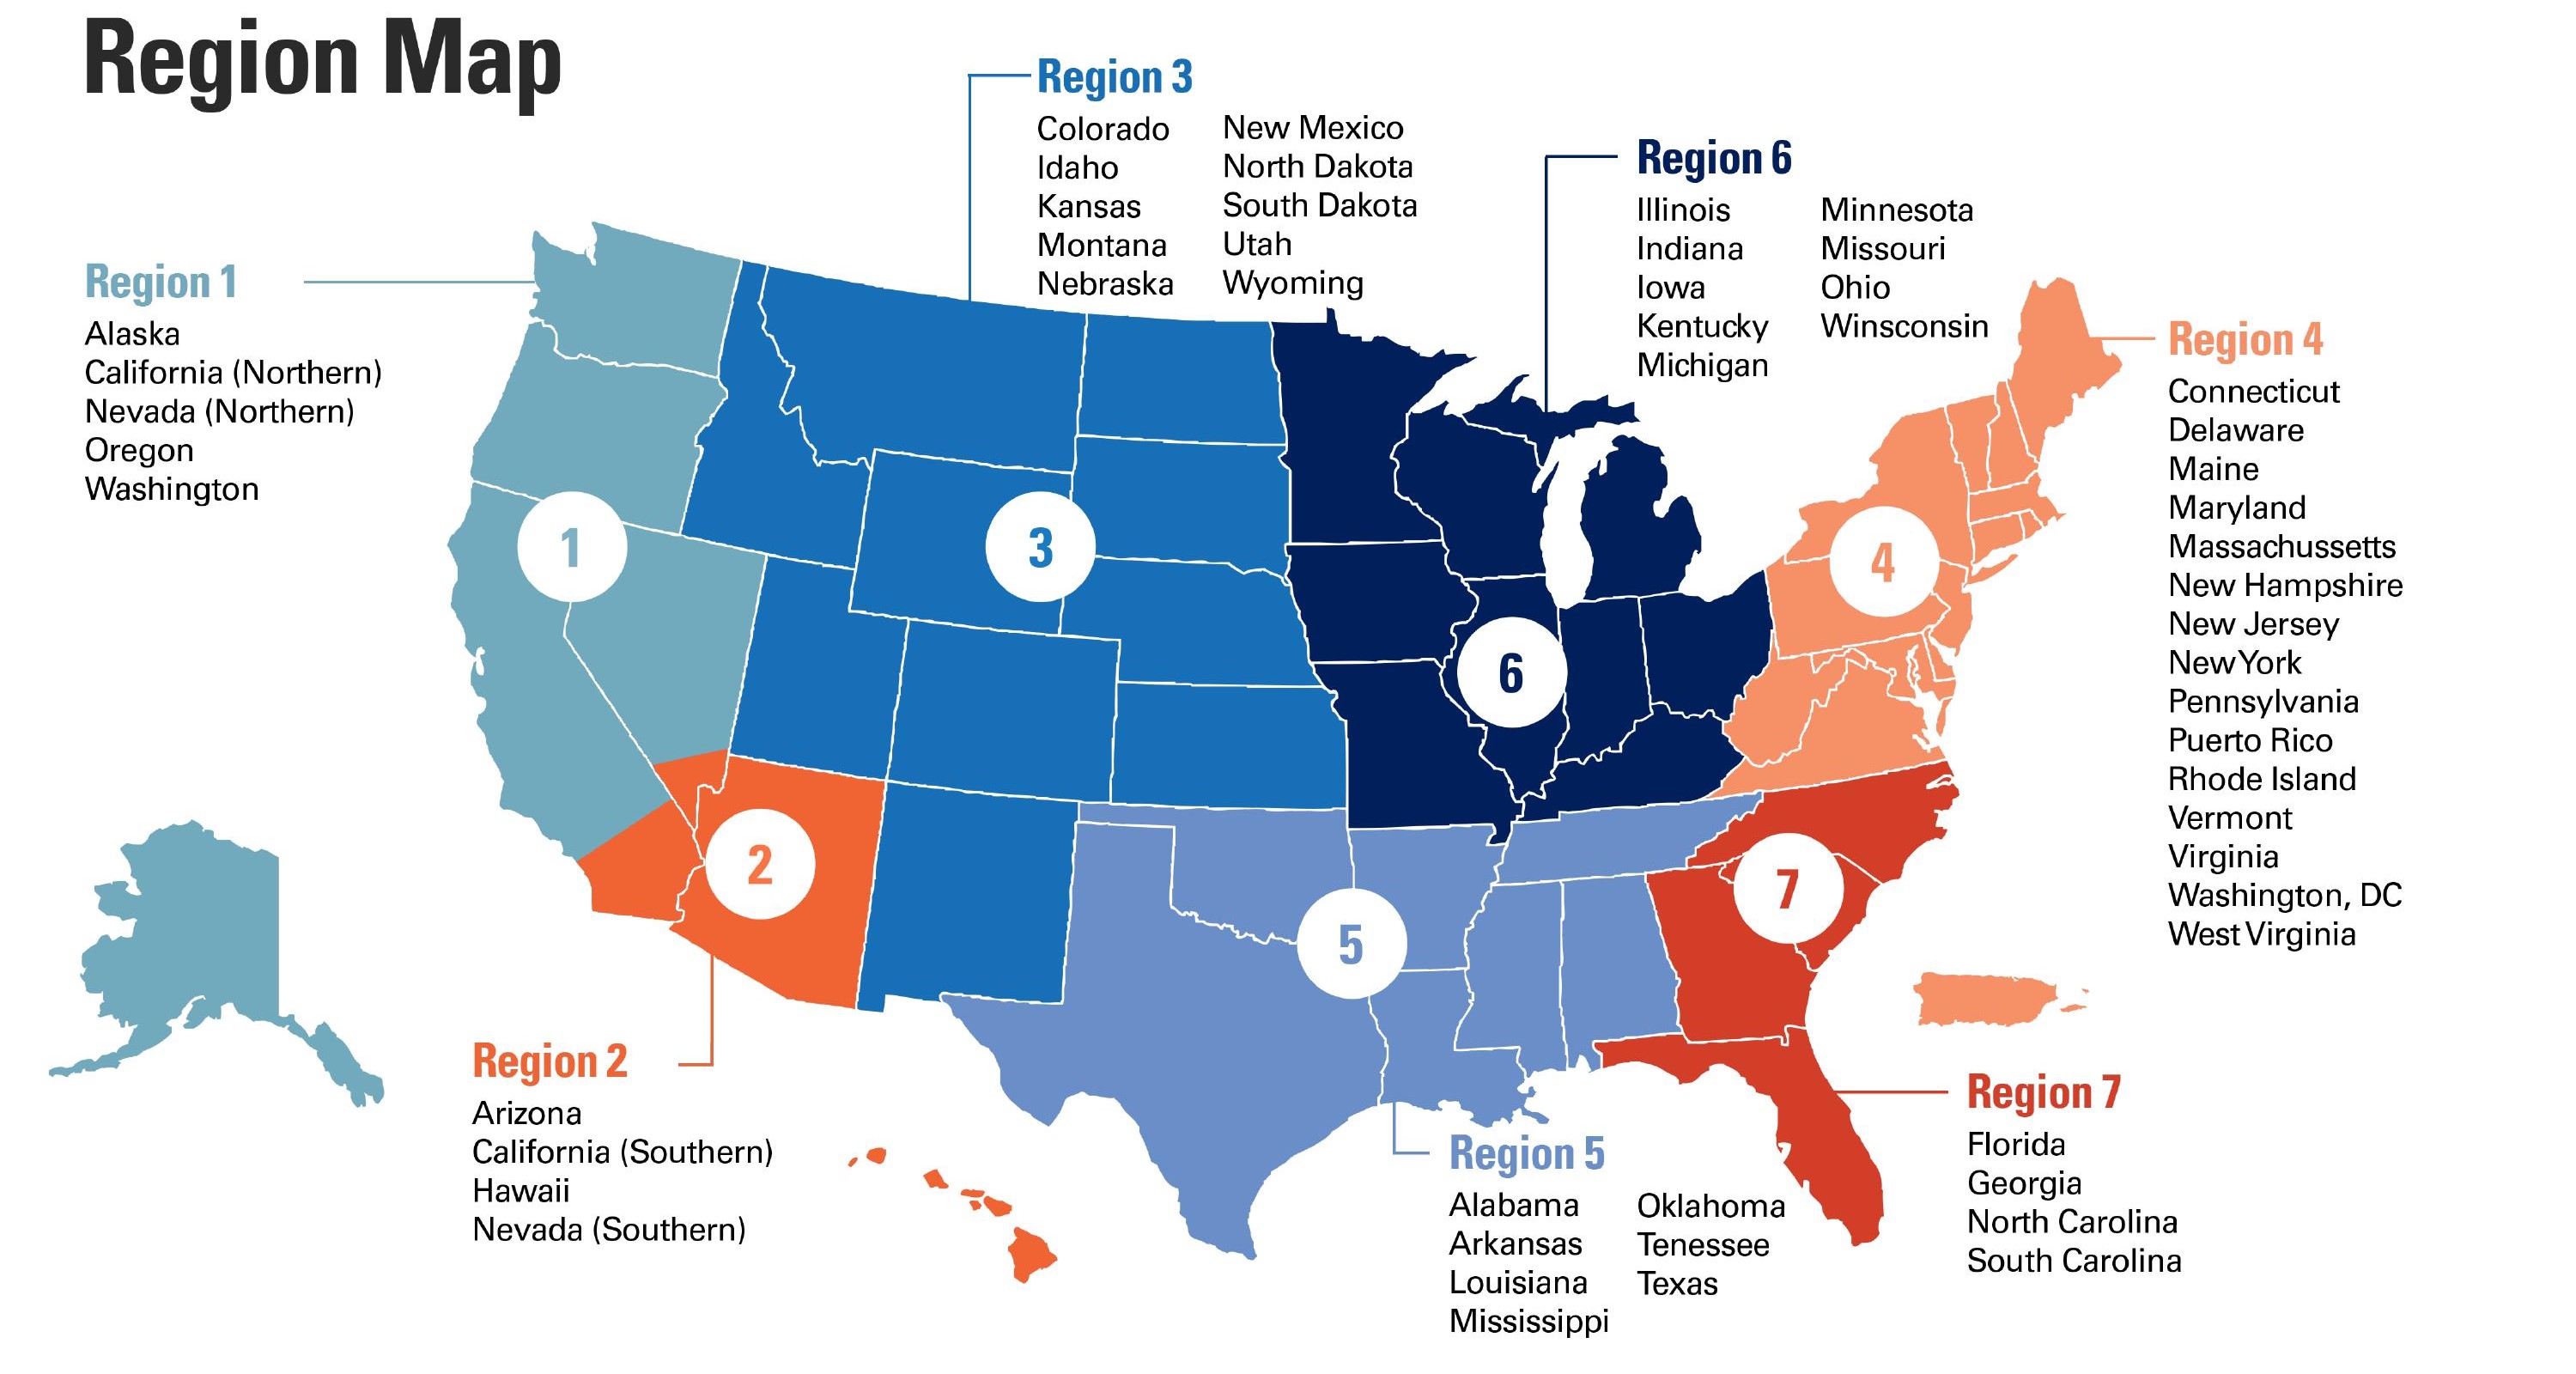 Region Map
Region 1
Alaska
California (Northern)
Nevada (Northern)
Oregon
Washington
Region 3
Colorado
Idaho
Kansas
Montana
Nebraska
New Mexico
North Dakota
South Dakota
Utah
Wyoming
Region 6
Illinois
Indiana
Iowa
Kentucky
Michigan
Minnesota
Missouri
Ohio
Winsconsin
Region 4
Connecticut
Delaware
Maine
Maryland
Massachussetts
New Hampshire
New Jersey
New York
Pennsylvania
Puerto Rico
Rhode Island
Vermont
Virginia
Washington, DC
West Virginia
1
3
4
6
2
7
5
Region 2
Arizona
California (Southern)
Hawaii
Nevada (Southern)
Region 5
Alabama
Arkansas
Louisiana
Mississippi
Oklahoma
Tenessee
Texas
Region 7
Florida
Georgia
North Carolina
South Carolina